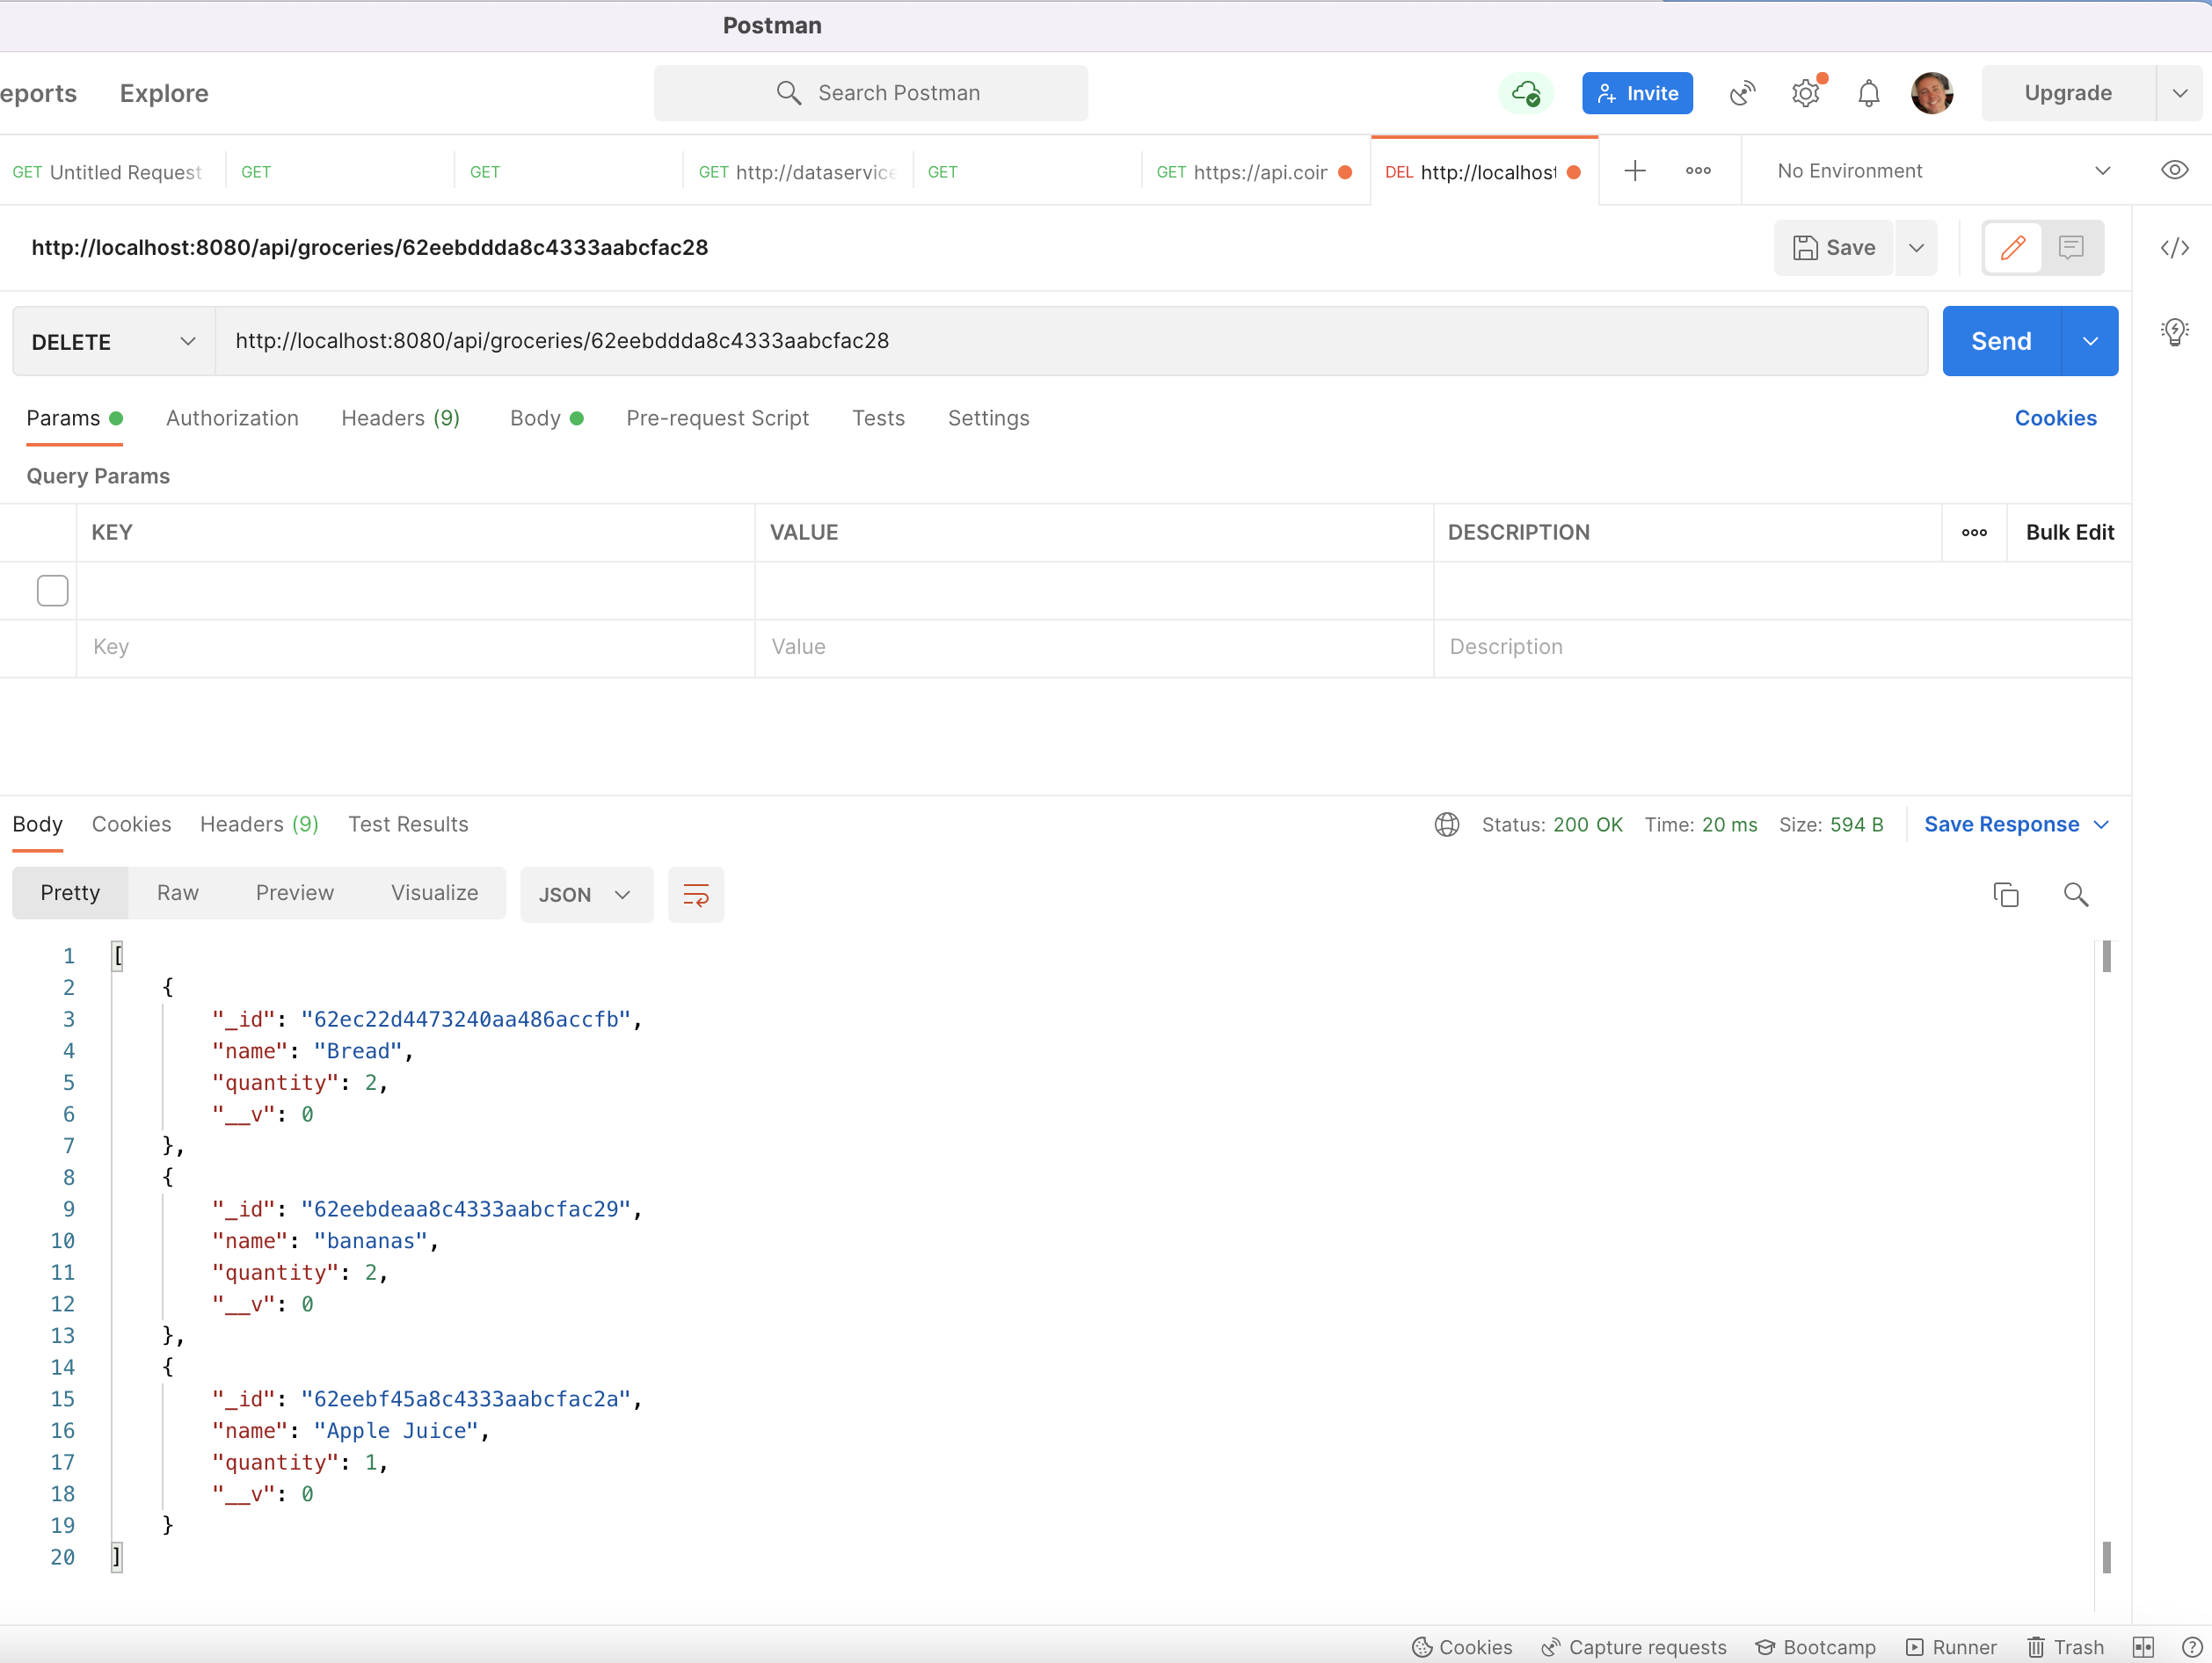 Postman
eports Explore Search Postman Invite Upgrade
GET Untitled Request GET GET GET http://dataservice GET GET https://api.coin DEL http://localhost No Environment
http://localhost:8080/api/groceries/62eebddda8c4333aabcfac28 Save
DELETE http://localhost:8080/api/groceries/62eebddda8c4333aabcfac28 Send
Params Authorization Headers (9) Body Pre-request Script Tests Settings Cookies
Query Params
KEY VALUE DESCRIPTION ooo Bulk Edit
Key Value Description
Body Cookies Headers (9) Test Results Status: 200 OK Time: 20 ms Size: 594 B Save Response
Pretty Raw Preview Visualize JSON
1 [
2 {
3 "_id": "62ec22d4473240aa486accfb",
4 "name": "Bread",
5 "quantity": 2,
6 "__v": 0
7 },
8 {
9 "_id": "62eebdeaa8c4333aabcfac29",
10 "name": "bananas",
11 "quantity": 2,
12 "__v": 0
13 },
14 {
15 "_id": "62eebf45a8c4333aabcfac2a",
16 "name": "Apple Juice",
17 "quantity": 1,
18 "__v": 0
19 }
20 ]
Cookies Capture requests Bootcamp Runner Trash